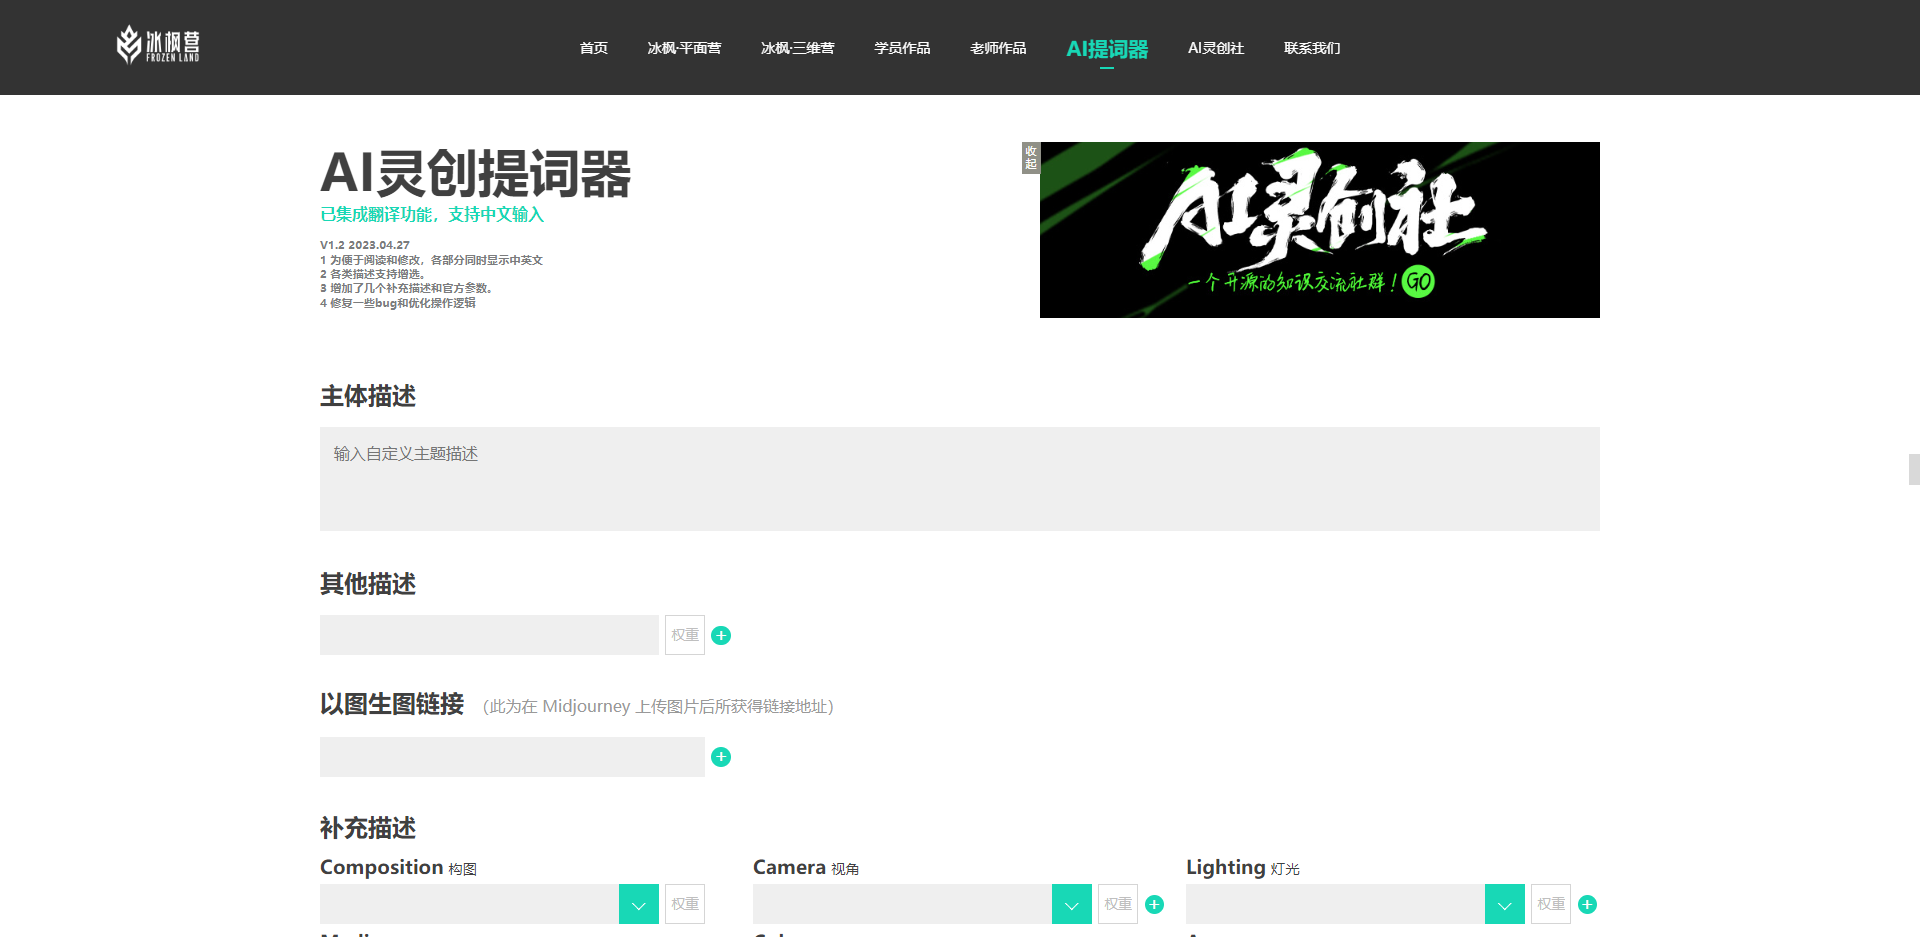 冰枫营
FROZEN LAND
首页
冰枫·平面营
冰枫·三维营
学员作品
老师作品
AI提词器
AI灵创社
联系我们
AI灵创提词器
已集成翻译功能，支持中文输入
V1.2 2023.04.27
1 为便于阅读和修改，各部分同时显示中英文
2 各类描述支持增选。
3 增加了几个补充描述和官方参数。
4 修复一些bug和优化操作逻辑
收起
AI灵创社
一个开源的知识交流社群！GO
主体描述
输入自定义主题描述
其他描述
权重
以图生图链接 （此为在 Midjourney 上传图片后所获得链接地址）
补充描述
Composition 构图
Camera 视角
Lighting 灯光
权重
权重
权重